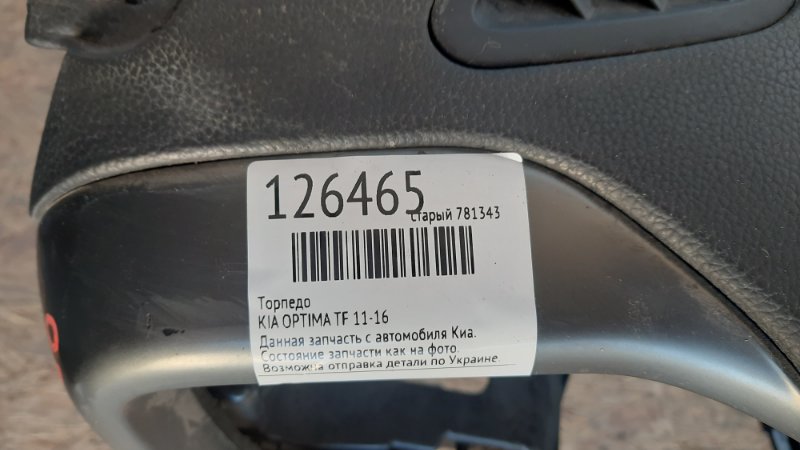 126465
старый 781343
Торпедо
KIA OPTIMA TF 11-16
Данная запчасть с автомобиля Киа.
Состояние запчасти как на фото.
Возможна отправка детали по Украине.